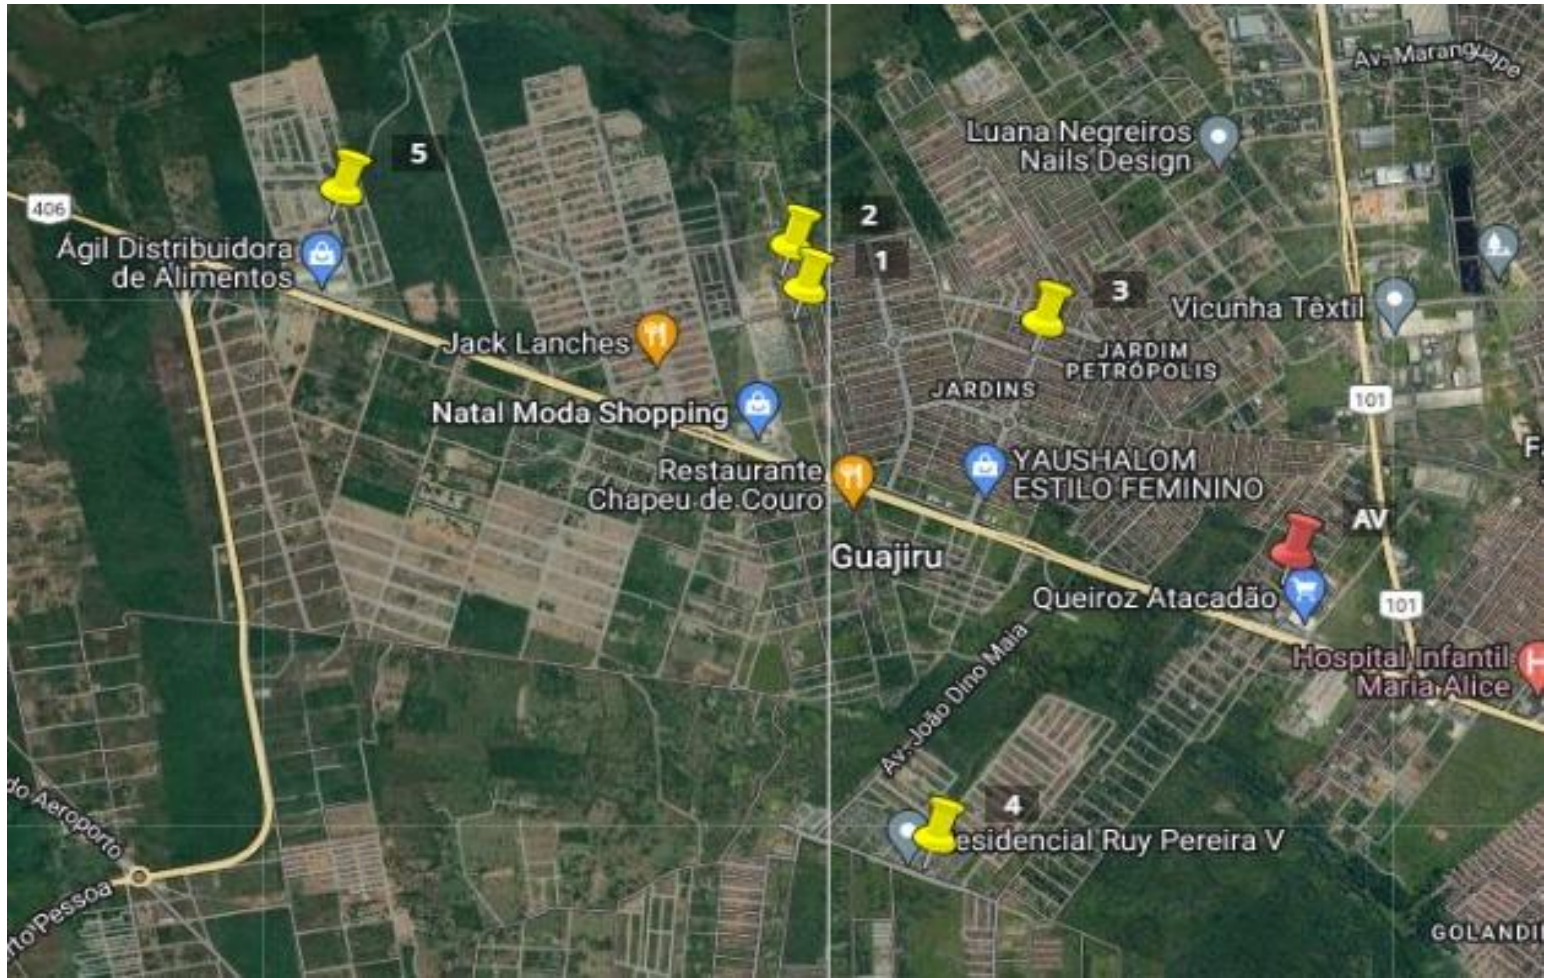 Av. Maranguape
Luana Negreiros
Nails Design
5
406
2
Ágil Distribuidora
de Alimentos
1
3
Vicunha Têxtil
Jack Lanches
JARDIM
PETRÓPOLIS
JARDINS
101
Natal Moda Shopping
Restaurante
Chapeu de Couro
YAUSHALOM
ESTILO FEMININO
AV
Guajiru
Queiroz Atacadão
101
Av. João Dino Maia
Hospital Infantil
Maria Alice
do Aeroporto
4
esidencial Ruy Pereira V
Pessoa